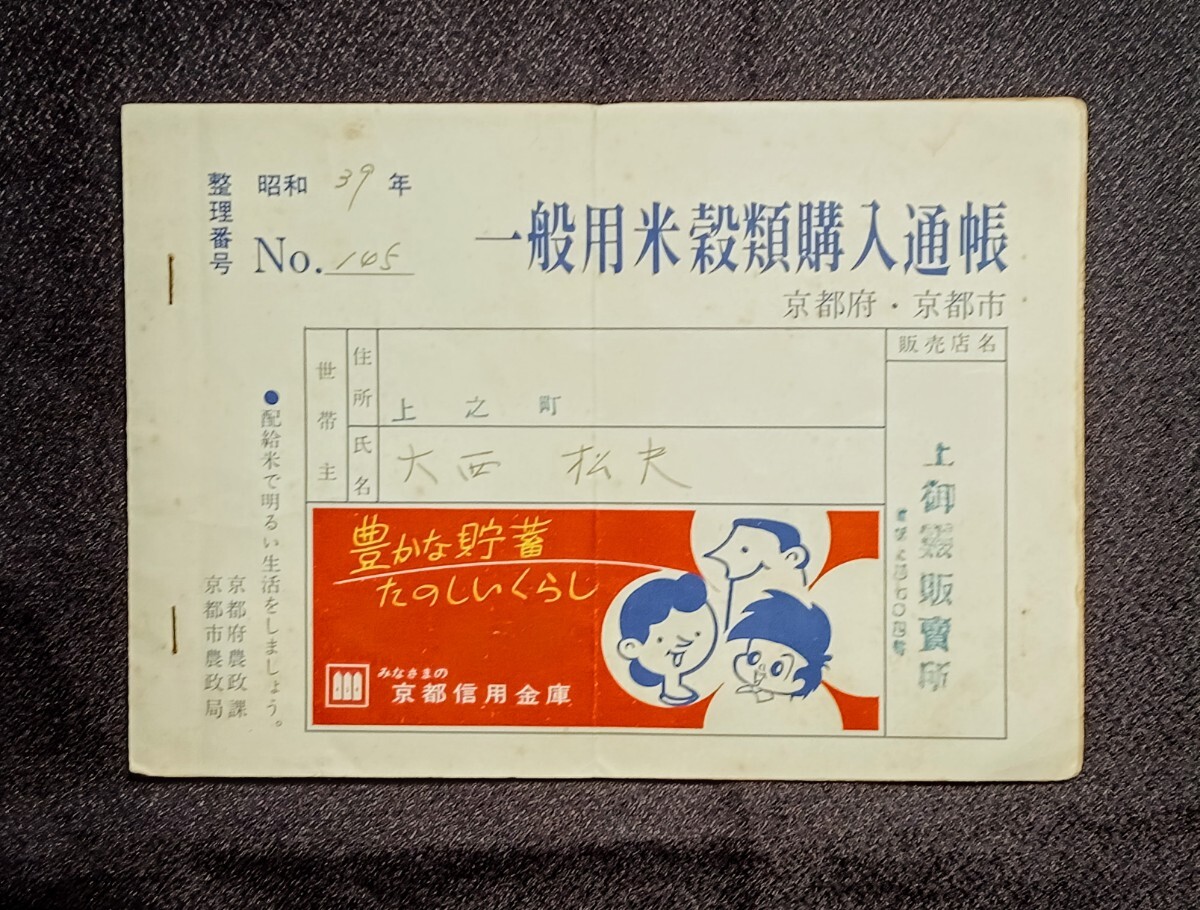 整理番号
昭和39年
No. 145
一般用米穀類購入通帳
京都府・京都市
世帯主
住所
上之町
氏名
大西 松夫
販売店名
上御霊販賣所
●配給米で明るい生活をしましょう。
京都府農政課
京都市農政局
豊かな貯蓄
たのしいくらし
みなさまの
京都信用金庫